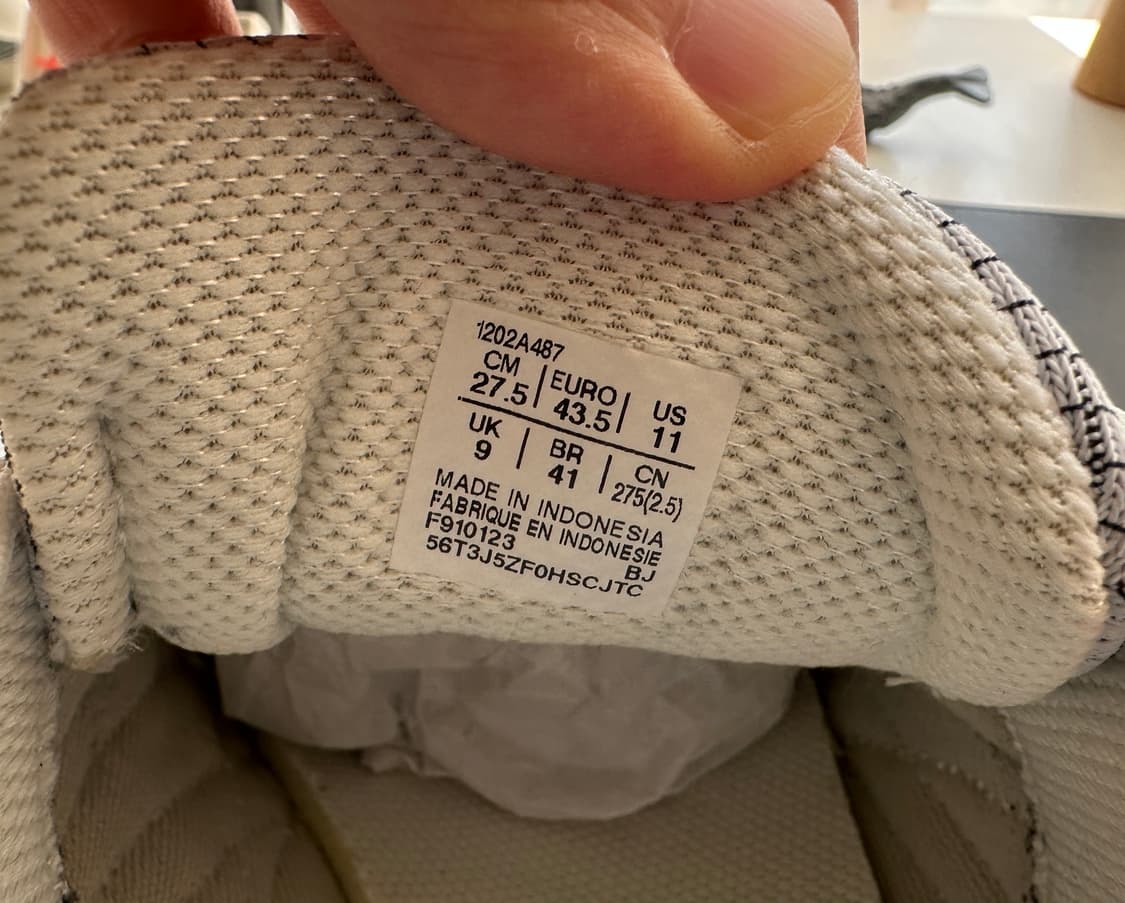 1202A487
CM EURO US
27.5 43.5 11
UK BR CN
9 41 275(2.5)
MADE IN INDONESIA
FABRIQUE EN INDONESIE
F910123 BJ
56T3J5ZF0HSCJTC